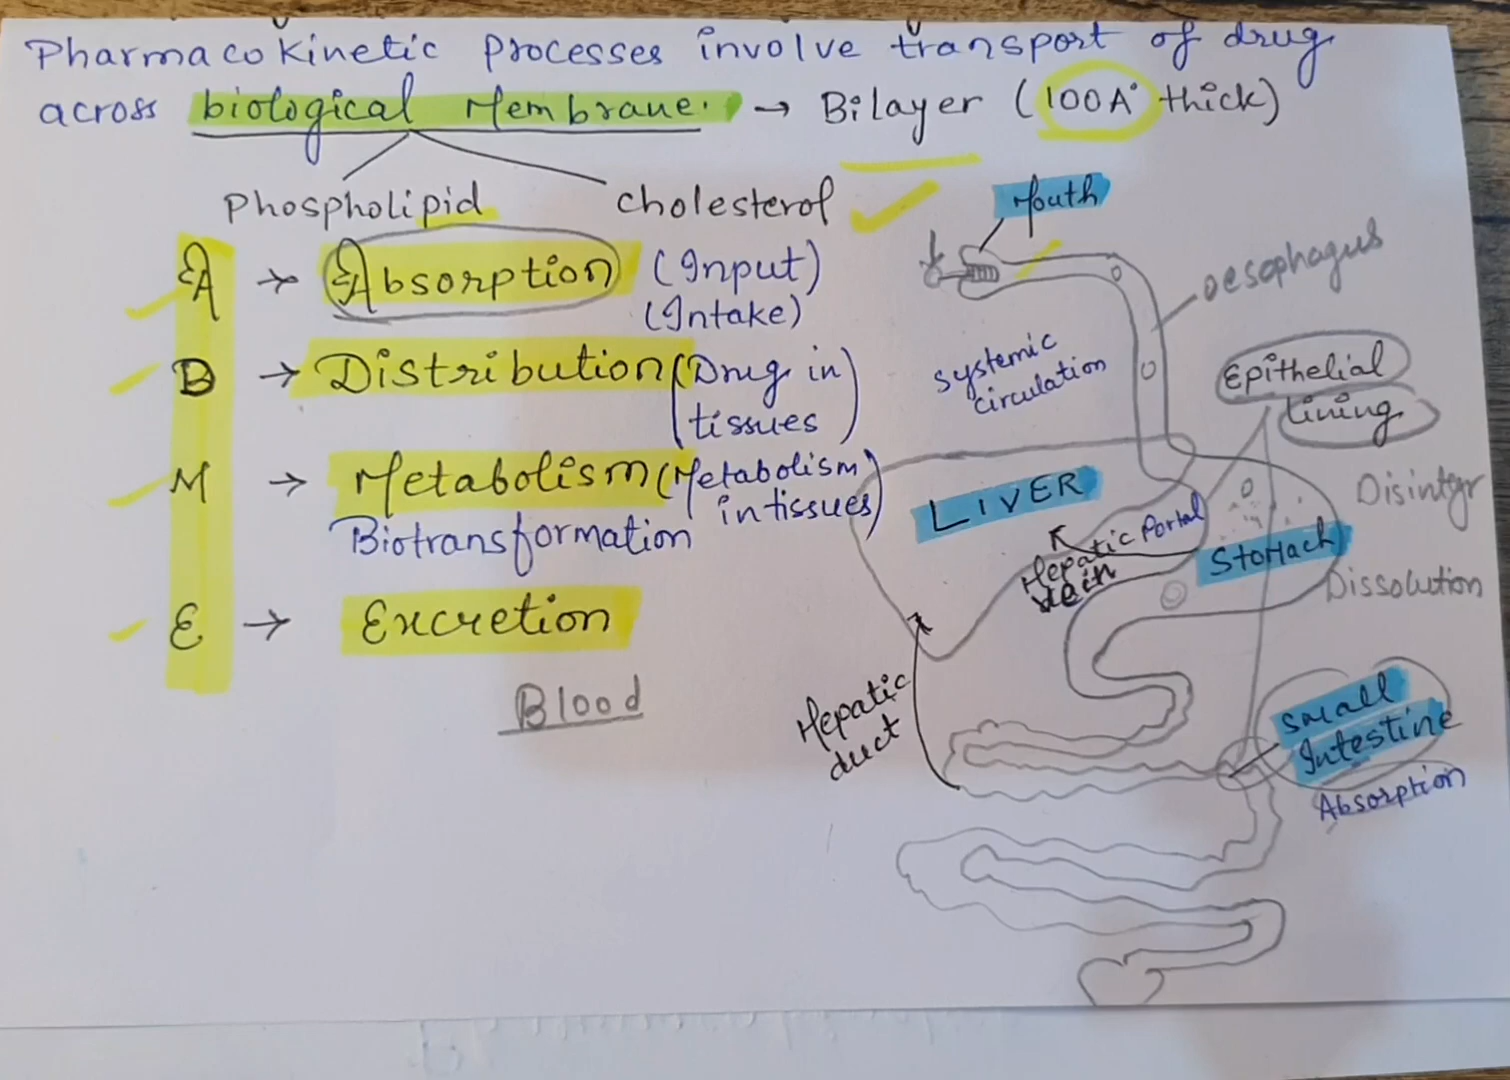 Pharmacokinetic processes involve transport of drug
across biological Membrane. → Bilayer (100A° thick)
Phospholipid
cholesterol
A → Absorption (Input)
(Intake)
D → Distribution (Drug in
tissues)
M → Metabolism (Metabolism
in tissues)
Biotransformation
E → Excretion
Blood
Mouth
oesophagus
systemic
circulation
Epithelial
Lining
LIVER
Disintegr
Hepatic Portal
vein
Stomach
Dissolution
Hepatic
duct
Small
Intestine
Absorption